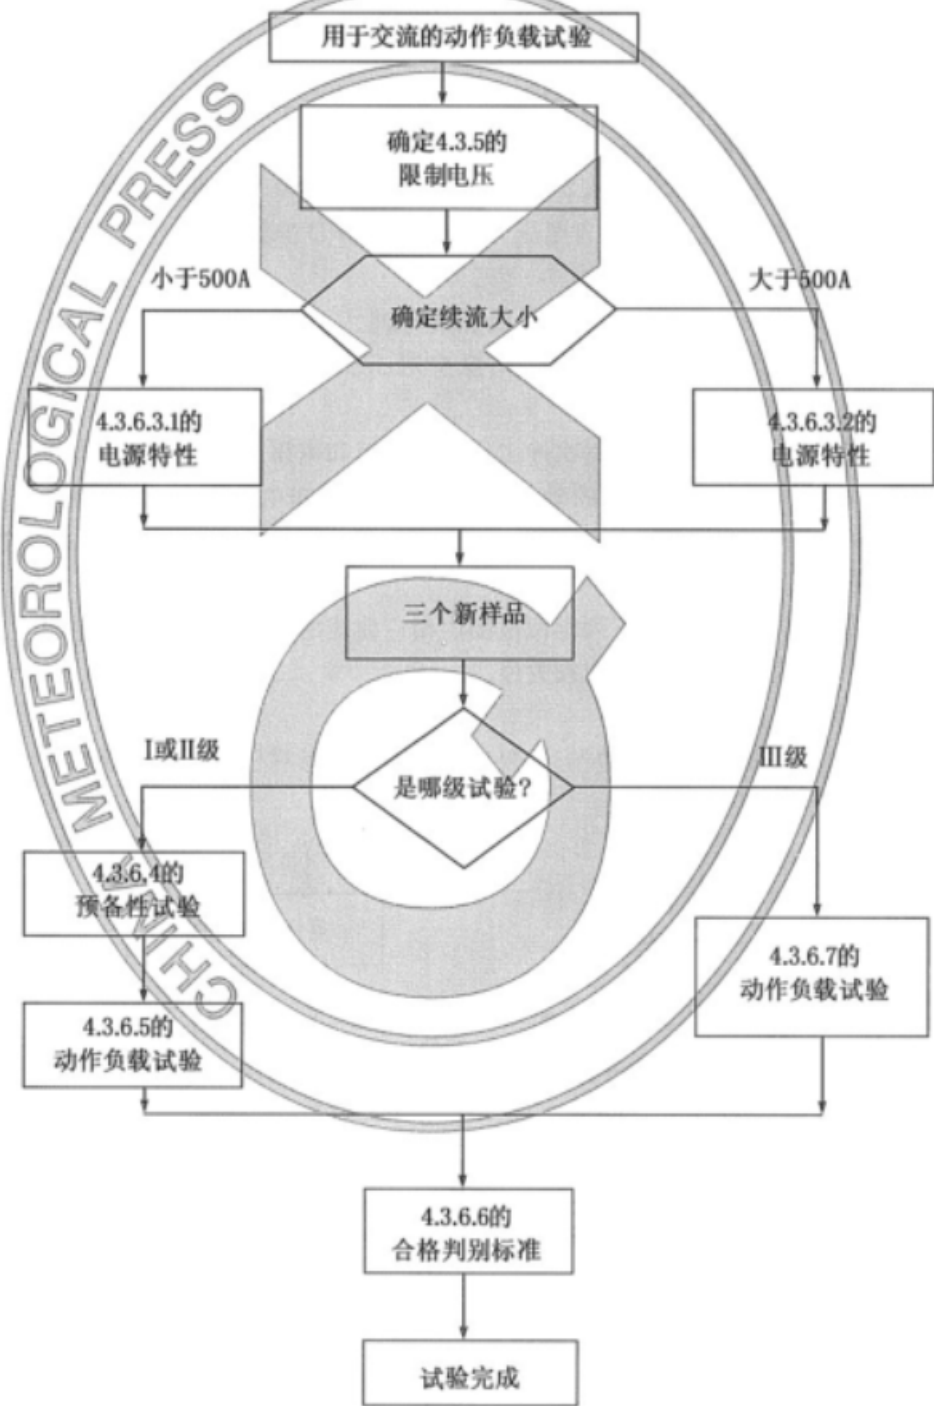 用于交流的动作负载试验
确定4.3.5的
限制电压
小于500A
大于500A
确定续流大小
4.3.6.3.1的
电源特性
4.3.6.3.2的
电源特性
三个新样品
I或II级
III级
是哪级试验?
4.3.6.4的
预备性试验
4.3.6.7的
动作负载试验
4.3.6.5的
动作负载试验
4.3.6.6的
合格判别标准
试验完成
CHINA METEOROLOGICAL PRESS